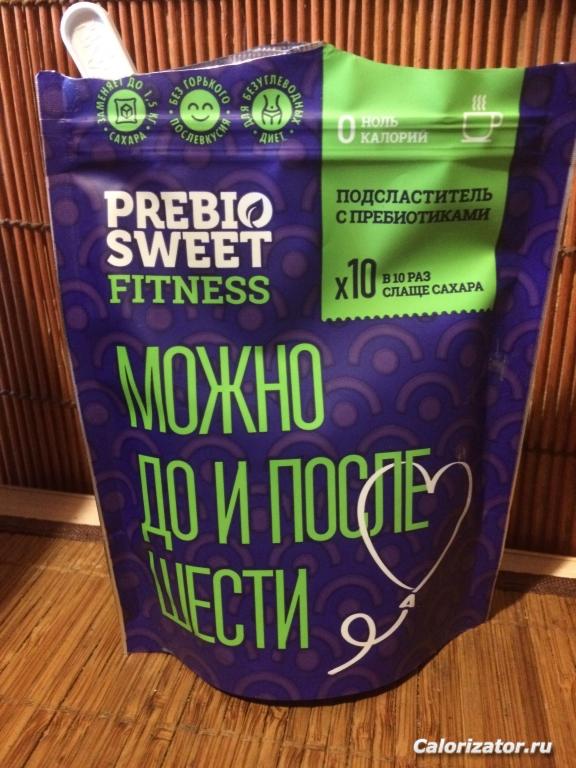 ЗАМЕНЯЕТ ДО 1,5 КГ
САХАРА
БЕЗ ГОРЬКОГО
ПОСЛЕВКУСИЯ
ДЛЯ БЕЗУГЛЕВОДНЫХ
ДИЕТ
0 НОЛЬ
КАЛОРИЙ
PREBIO
SWEET
FITNESS
ПОДСЛАСТИТЕЛЬ
С ПРЕБИОТИКАМИ
x10 В 10 РАЗ
СЛАЩЕ САХАРА
МОЖНО
ДО И ПОСЛЕ
ШЕСТИ
Calorizator.ru